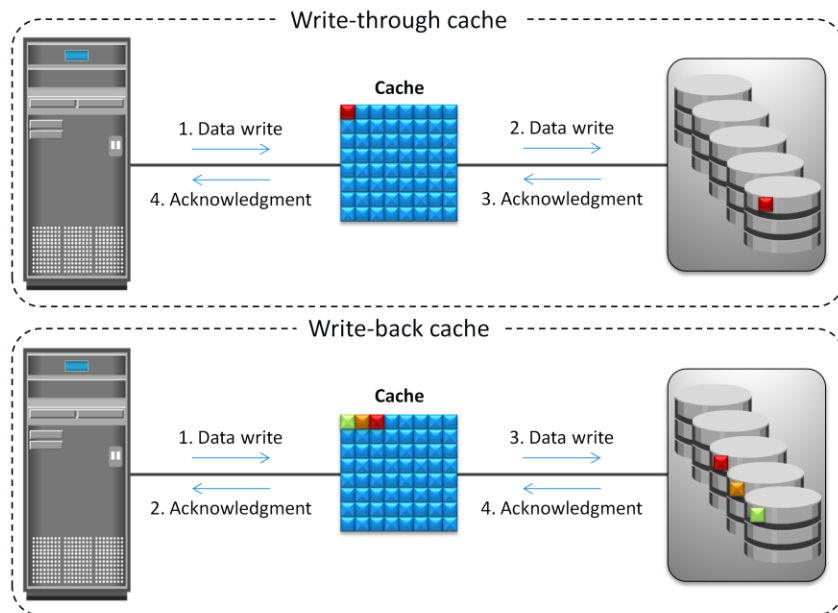 Write-through cache
Cache
1. Data write
2. Data write
4. Acknowledgment
3. Acknowledgment
Write-back cache
Cache
1. Data write
3. Data write
2. Acknowledgment
4. Acknowledgment